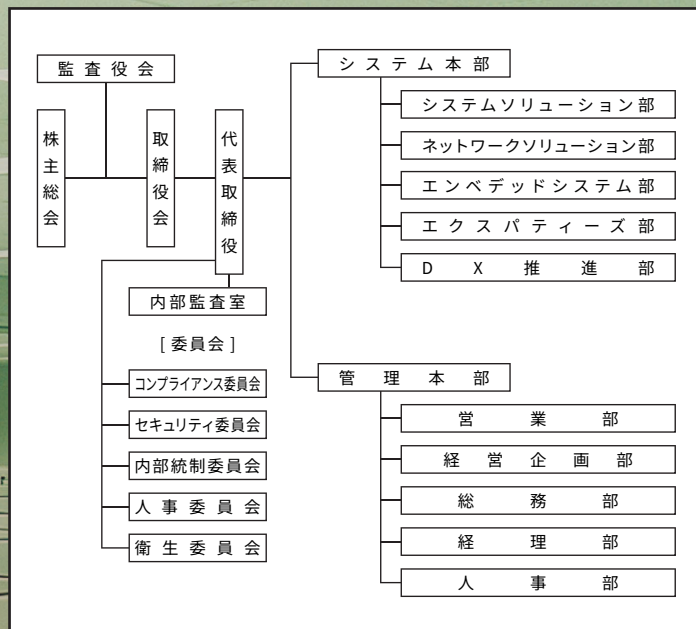 監査役会
株主総会
取締役会
代表取締役
内部監査室
[委員会]
コンプライアンス委員会
セキュリティ委員会
内部統制委員会
人事委員会
衛生委員会
システム本部
システムソリューション部
ネットワークソリューション部
エンベデッドシステム部
エクスパティーズ部
DX推進部
管理本部
営業部
経営企画部
総務部
経理部
人事部